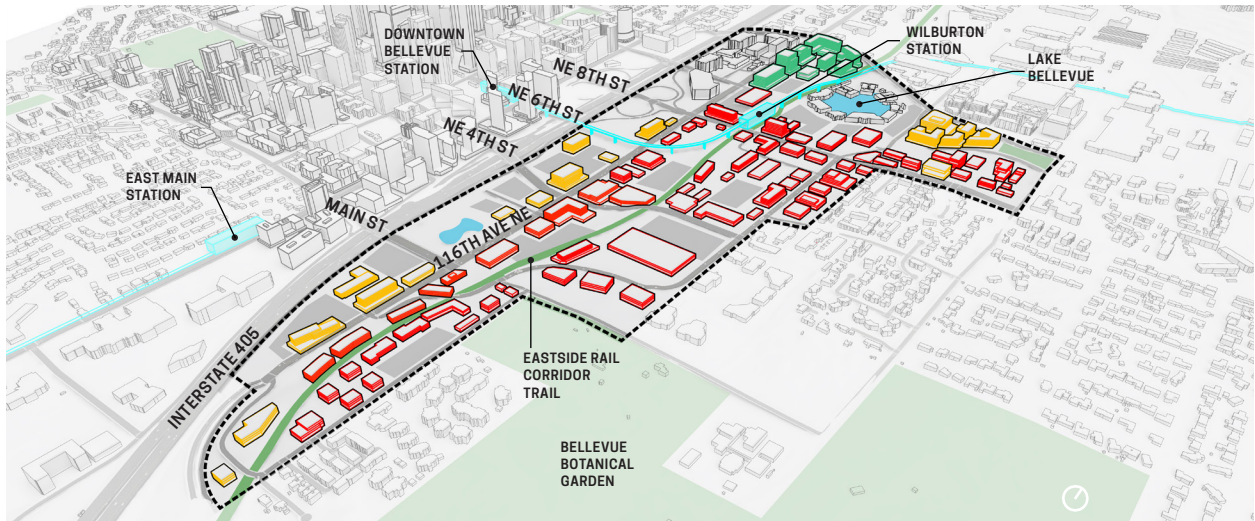 DOWNTOWN
BELLEVUE
STATION
NE 8TH ST
WILBURTON
STATION
LAKE
BELLEVUE
NE 6TH ST
NE 4TH ST
EAST MAIN
STATION
MAIN ST
116TH AVE NE
INTERSTATE 405
EASTSIDE RAIL
CORRIDOR
TRAIL
BELLEVUE
BOTANICAL
GARDEN